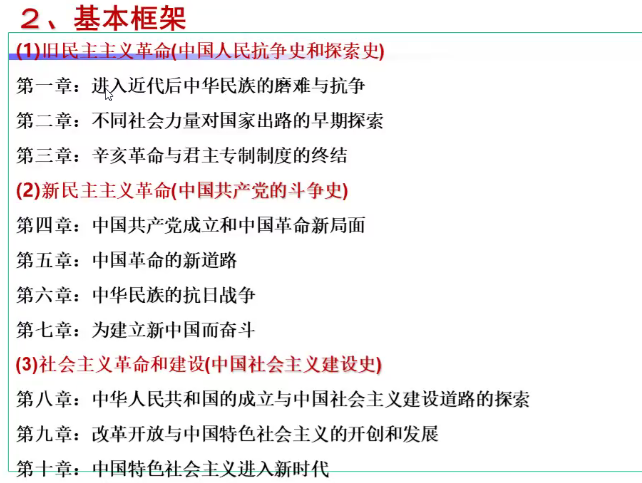 2、基本框架
(1)旧民主主义革命(中国人民抗争史和探索史)
第一章：进入近代后中华民族的磨难与抗争
第二章：不同社会力量对国家出路的早期探索
第三章：辛亥革命与君主专制制度的终结
(2)新民主主义革命(中国共产党的斗争史)
第四章：中国共产党成立和中国革命新局面
第五章：中国革命的新道路
第六章：中华民族的抗日战争
第七章：为建立新中国而奋斗
(3)社会主义革命和建设(中国社会主义建设史)
第八章：中华人民共和国的成立与中国社会主义建设道路的探索
第九章：改革开放与中国特色社会主义的开创和发展
第十章：中国特色社会主义进入新时代